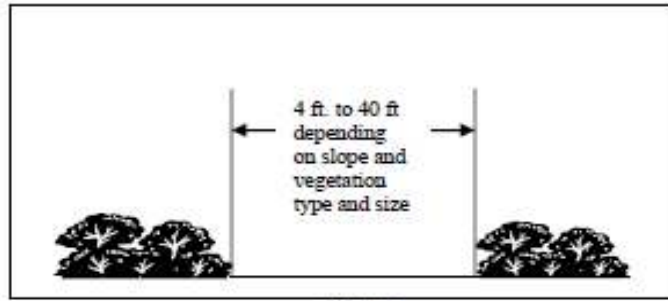 4 ft. to 40 ft
depending
on slope and
vegetation
type and size